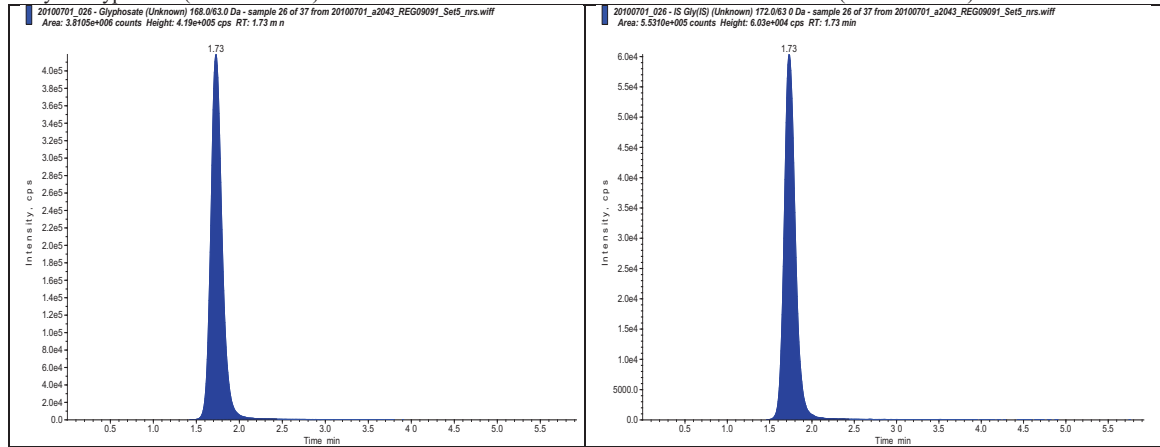 20100701_026 - Glyphosate (Unknown) 168.0/63.0 Da - sample 26 of 37 from 20100701_a2043_REG09091_Set5_nrs.wiff
Area: 3.8105e+006 counts Height: 4.19e+005 cps RT: 1.73 m n
1.73
4.0e5
3.8e5
3.6e5
3.4e5
3.2e5
3.0e5
2.8e5
2.6e5
2.4e5
2.2e5
2.0e5
1.8e5
1.6e5
1.4e5
1.2e5
1.0e5
8.0e4
6.0e4
4.0e4
2.0e4
0.0
Intensity, cps
0.5 1.0 1.5 2.0 2.5 3.0 3.5 4.0 4.5 5.0 5.5
Time min
20100701_026 - IS Gly(IS) (Unknown) 172.0/63 0 Da - sample 26 of 37 from 20100701_a2043_REG09091_Set5_nrs.wiff
Area: 5.5310e+005 counts Height: 6.03e+004 cps RT: 1.73 min
1.73
6.0e4
5.5e4
5.0e4
4.5e4
4.0e4
3.5e4
3.0e4
2.5e4
2.0e4
1.5e4
1.0e4
5000.0
0.0
Intensity, cps
0.5 1.0 1.5 2.0 2.5 3.0 3.5 4.0 4.5 5.0 5.5
Time min